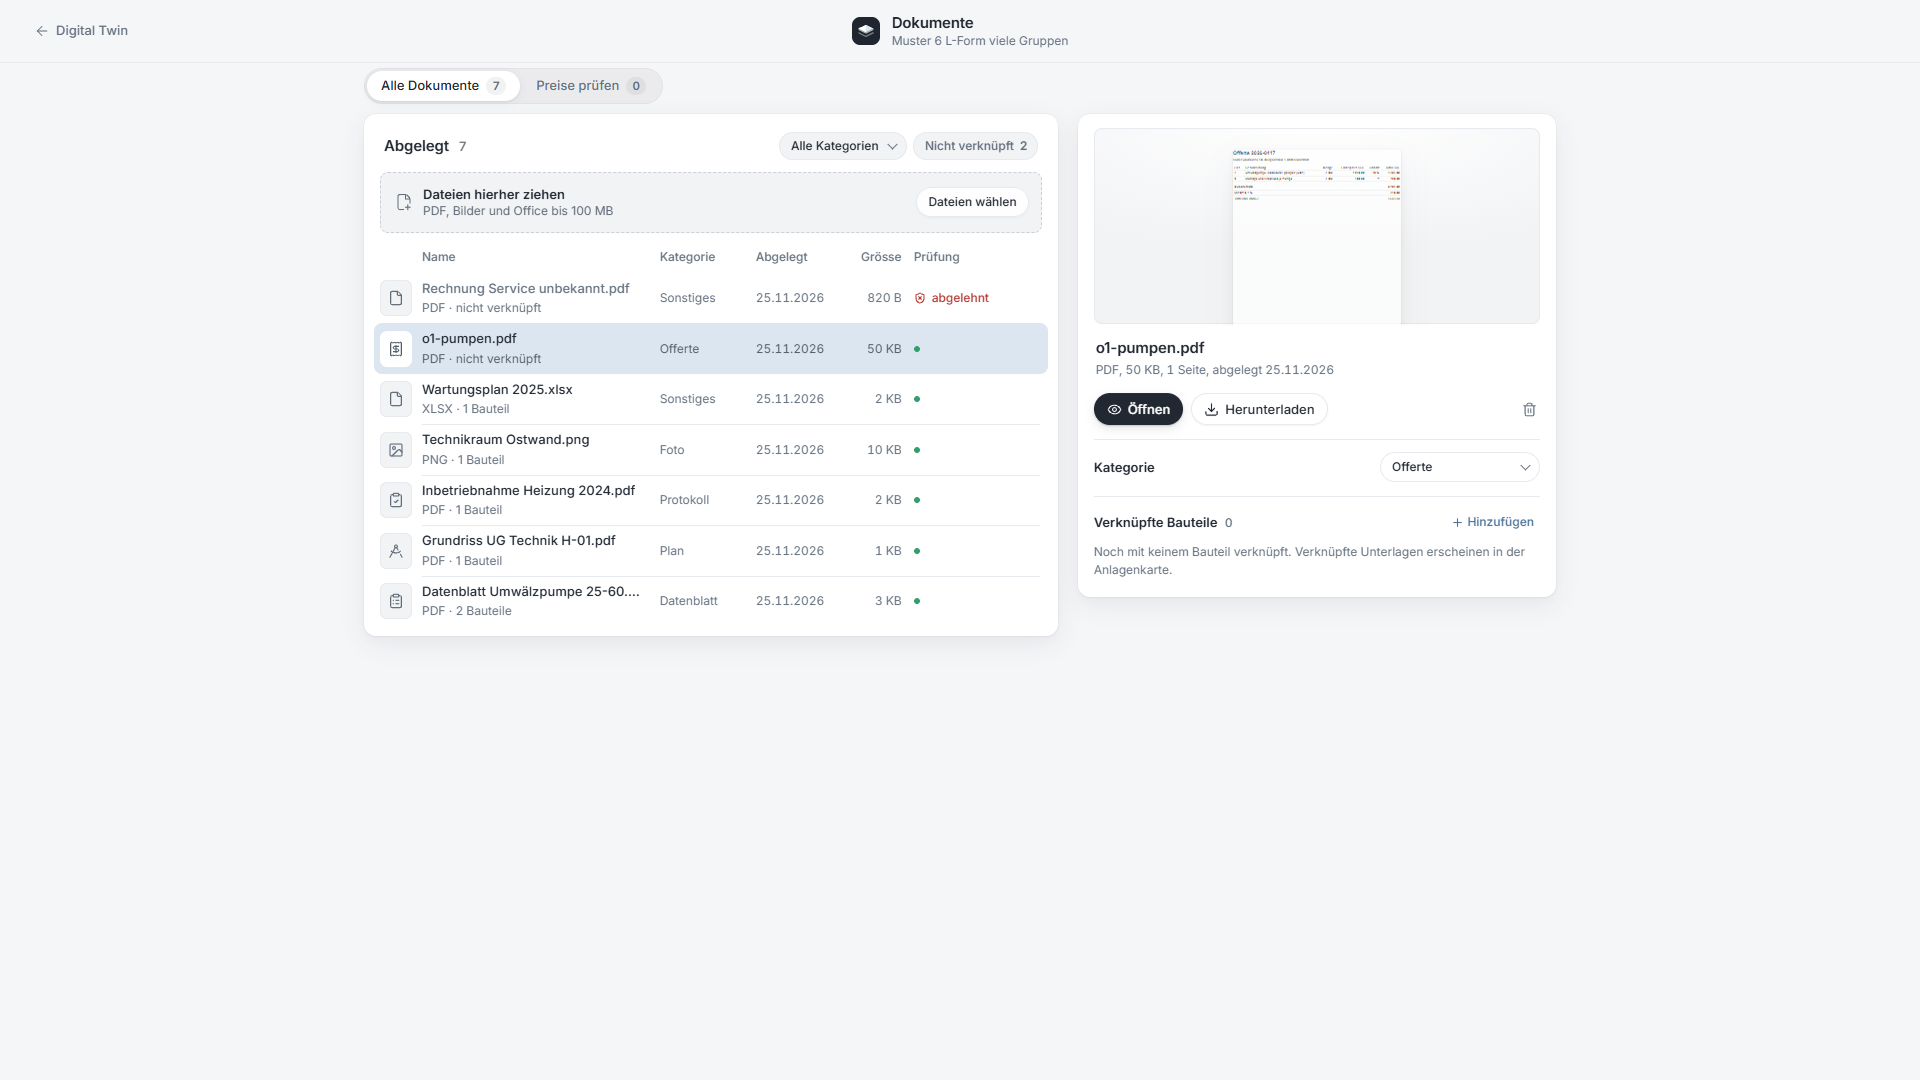 Digital Twin
Dokumente
Muster 6 L-Form viele Gruppen
Alle Dokumente 7
Preise prüfen 0
Abgelegt 7
Alle Kategorien
Nicht verknüpft 2
Dateien hierher ziehen
PDF, Bilder und Office bis 100 MB
Dateien wählen
Name Kategorie Abgelegt Grösse Prüfung
Rechnung Service unbekannt.pdf
PDF · nicht verknüpft
Sonstiges 25.11.2026 820 B abgelehnt
o1-pumpen.pdf
PDF · nicht verknüpft
Offerte 25.11.2026 50 KB
Wartungsplan 2025.xlsx
XLSX · 1 Bauteil
Sonstiges 25.11.2026 2 KB
Technikraum Ostwand.png
PNG · 1 Bauteil
Foto 25.11.2026 10 KB
Inbetriebnahme Heizung 2024.pdf
PDF · 1 Bauteil
Protokoll 25.11.2026 2 KB
Grundriss UG Technik H-01.pdf
PDF · 1 Bauteil
Plan 25.11.2026 1 KB
Datenblatt Umwälzpumpe 25-60....
PDF · 2 Bauteile
Datenblatt 25.11.2026 3 KB
o1-pumpen.pdf
PDF, 50 KB, 1 Seite, abgelegt 25.11.2026
Öffnen
Herunterladen
Kategorie
Offerte
Verknüpfte Bauteile 0
Hinzufügen
Noch mit keinem Bauteil verknüpft. Verknüpfte Unterlagen erscheinen in der
Anlagenkarte.